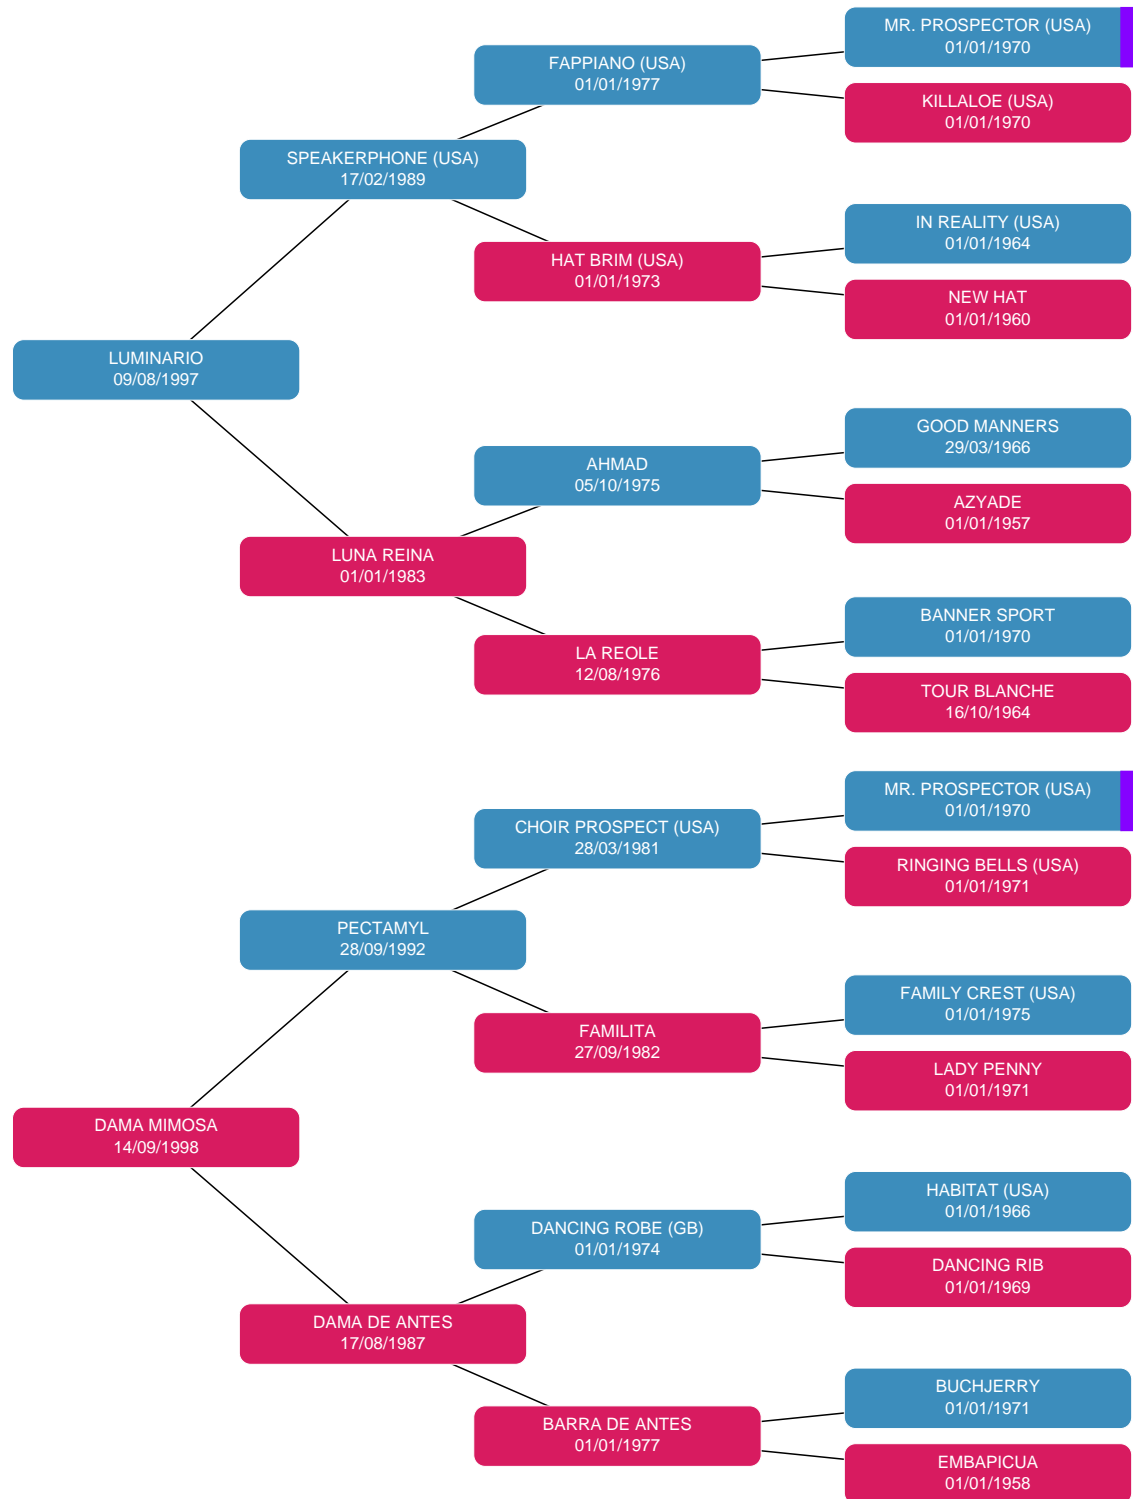 MR. PROSPECTOR (USA)
01/01/1970
FAPPIANO (USA)
01/01/1977
KILLALOE (USA)
01/01/1970
SPEAKERPHONE (USA)
17/02/1989
IN REALITY (USA)
01/01/1964
HAT BRIM (USA)
01/01/1973
NEW HAT
01/01/1960
LUMINARIO
09/08/1997
GOOD MANNERS
29/03/1966
AHMAD
05/10/1975
AZYADE
01/01/1957
LUNA REINA
01/01/1983
BANNER SPORT
01/01/1970
LA REOLE
12/08/1976
TOUR BLANCHE
16/10/1964
MR. PROSPECTOR (USA)
01/01/1970
CHOIR PROSPECT (USA)
28/03/1981
RINGING BELLS (USA)
01/01/1971
PECTAMYL
28/09/1992
FAMILY CREST (USA)
01/01/1975
FAMILITA
27/09/1982
LADY PENNY
01/01/1971
DAMA MIMOSA
14/09/1998
HABITAT (USA)
01/01/1966
DANCING ROBE (GB)
01/01/1974
DANCING RIB
01/01/1969
DAMA DE ANTES
17/08/1987
BUCHJERRY
01/01/1971
BARRA DE ANTES
01/01/1977
EMBAPICUA
01/01/1958